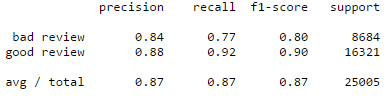 precision recall f1-score support
bad review 0.84 0.77 0.80 8684
good review 0.88 0.92 0.90 16321
avg / total 0.87 0.87 0.87 25005